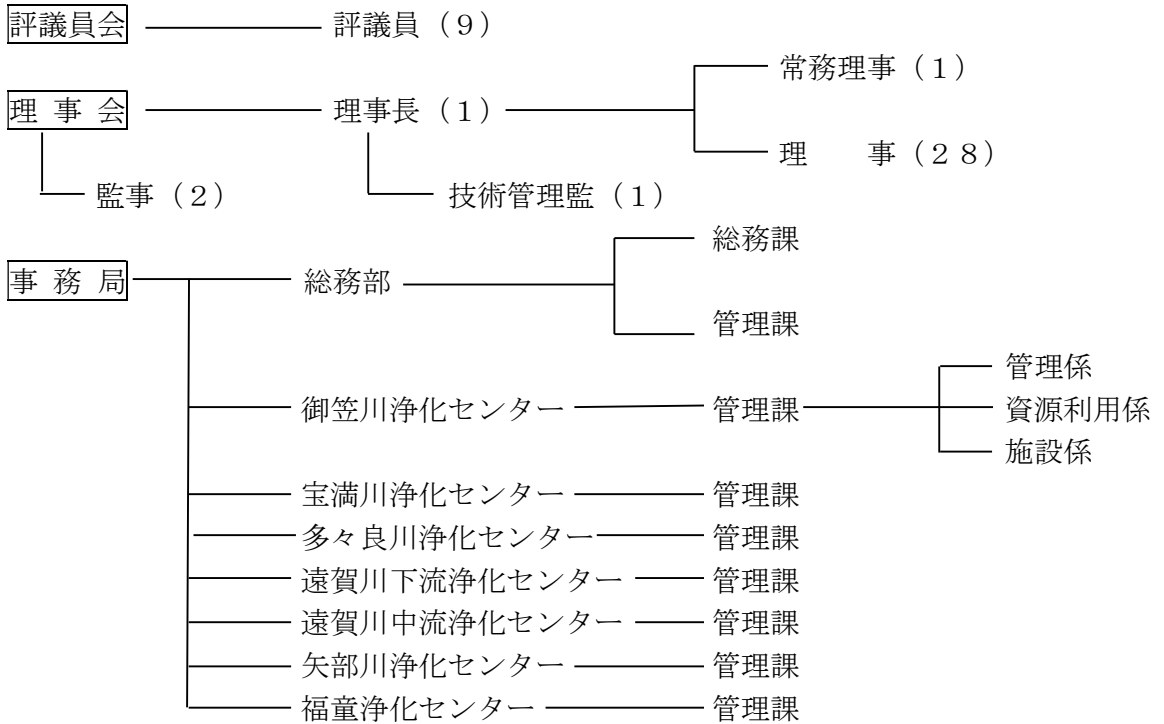 評議員会 評議員（９）
常務理事（１）
理 事 会 理事長（１）
理　　事（２８）
監事（２） 技術管理監（１）
総務課
事 務 局 総務部
管理課
管理係
御笠川浄化センター 管理課 資源利用係
施設係
宝満川浄化センター 管理課
多々良川浄化センター 管理課
遠賀川下流浄化センター 管理課
遠賀川中流浄化センター 管理課
矢部川浄化センター 管理課
福童浄化センター 管理課